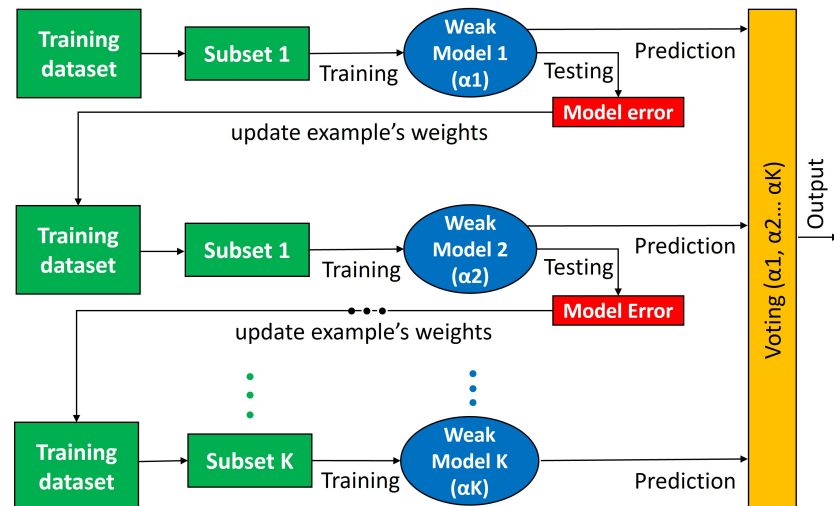 Training
dataset
Subset 1
Training
Weak
Model 1
(α1)
Testing
Prediction
Model error
update example's weights
Training
dataset
Subset 1
Training
Weak
Model 2
(α2)
Testing
Prediction
Model Error
update example's weights
Training
dataset
Subset K
Training
Weak
Model K
(αK)
Prediction
Voting (α1, α2... αK)
Output